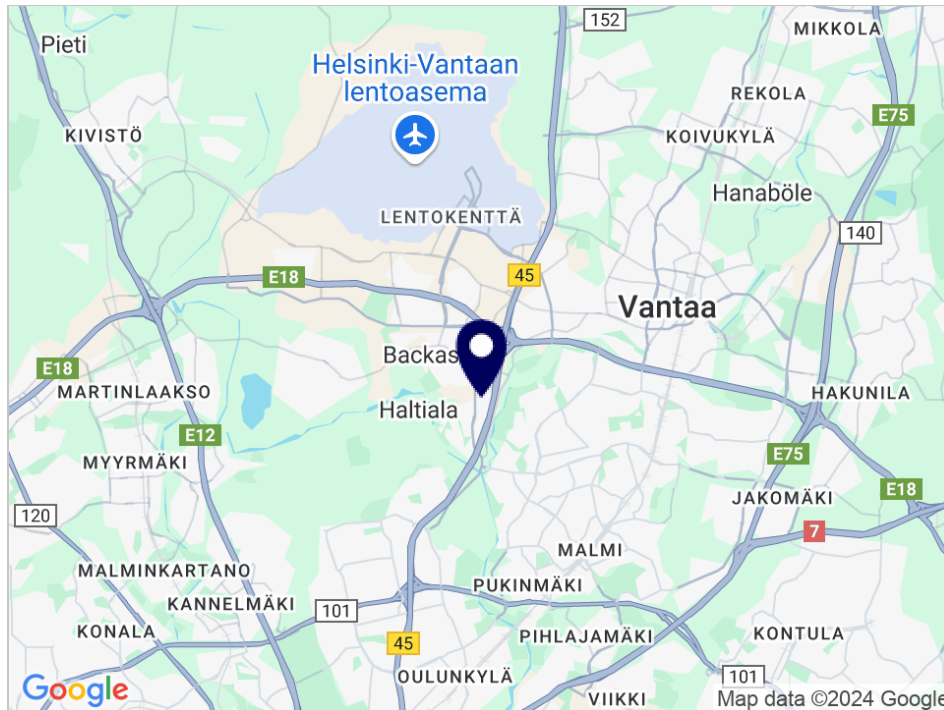 152
MIKKOLA
Pieti
Helsinki-Vantaan
lentoasema
REKOLA
E75
KIVISTÖ
KOIVUKYLÄ
Hanaböle
LENTOKENTTÄ
140
45
E18
Vantaa
Backas
E18
MARTINLAAKSO
HAKUNILA
Haltiala
E12
E75
MYYRMÄKI
E18
JAKOMÄKI
120
7
MALMI
MALMINKARTANO
PUKINMÄKI
KANNELMÄKI
101
KONALA
PIHLAJAMÄKI
KONTULA
45
OULUNKYLÄ
101
VIIKKI
Google
Map data ©2024 Google